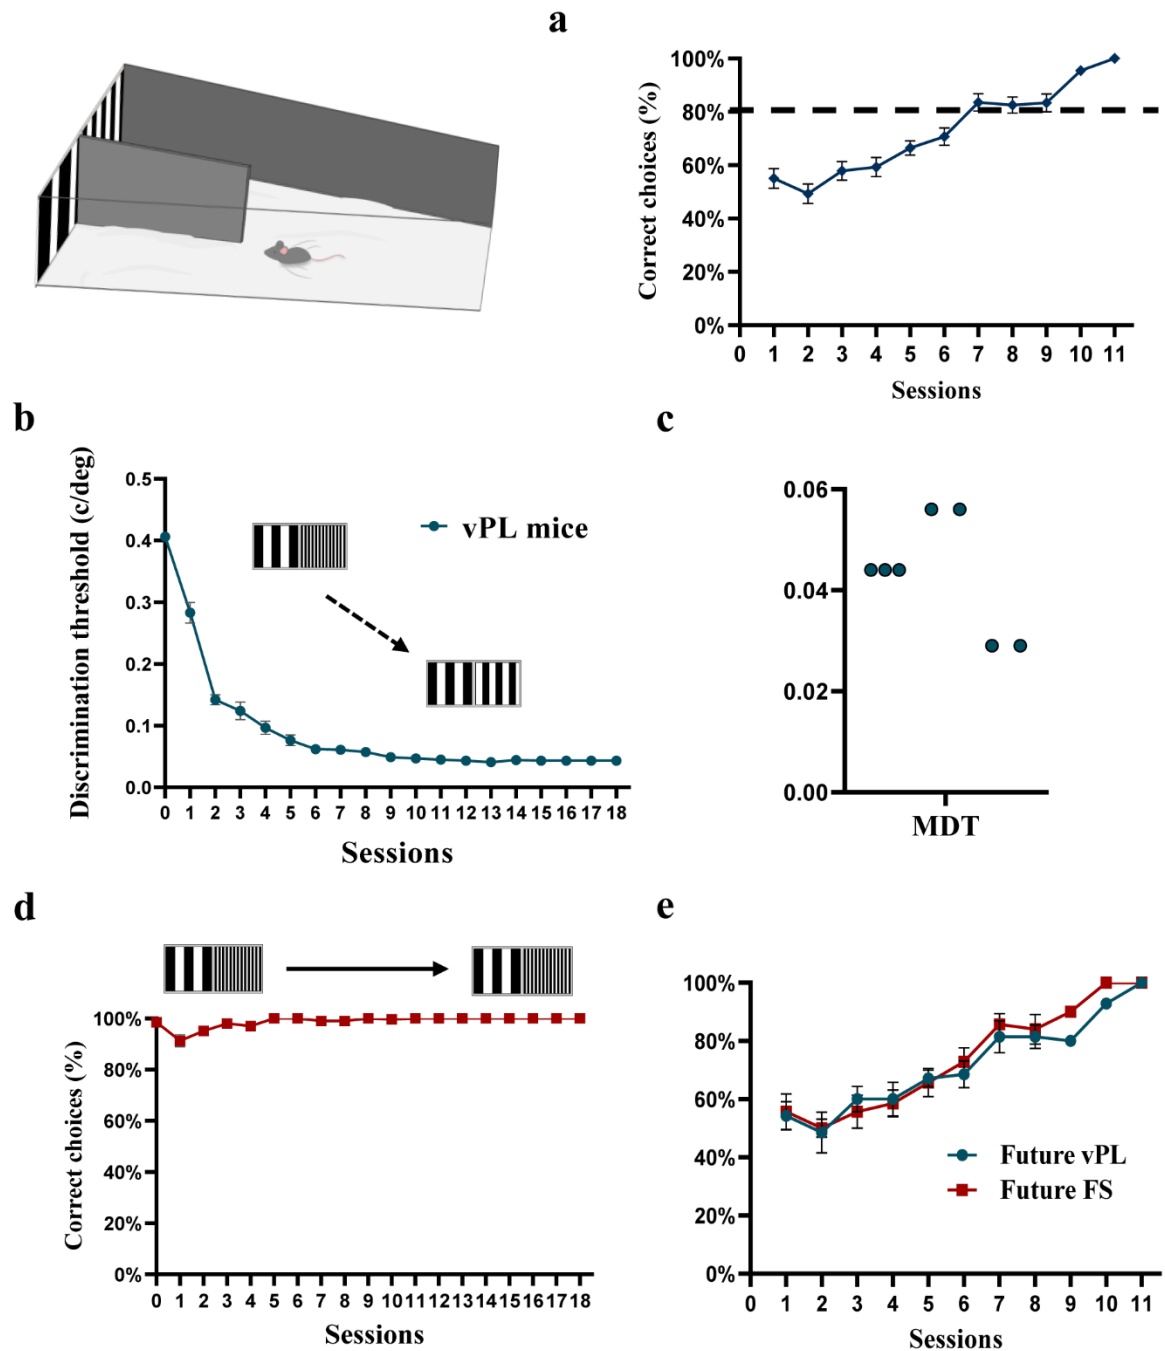 a
100%
80%
60%
40%
20%
0%
Correct choices (%)
0 1 2 3 4 5 6 7 8 9 10 11
Sessions
b
Discrimination threshold (c/deg)
0.5
0.4
0.3
0.2
0.1
0.0
vPL mice
0 1 2 3 4 5 6 7 8 9 10 11 12 13 14 15 16 17 18
Sessions
c
0.06
0.04
0.02
0.00
MDT
d
100%
80%
60%
40%
20%
0%
Correct choices (%)
0 1 2 3 4 5 6 7 8 9 10 11 12 13 14 15 16 17 18
Sessions
e
100%
80%
60%
40%
20%
0%
Future vPL
Future FS
0 1 2 3 4 5 6 7 8 9 10 11
Sessions